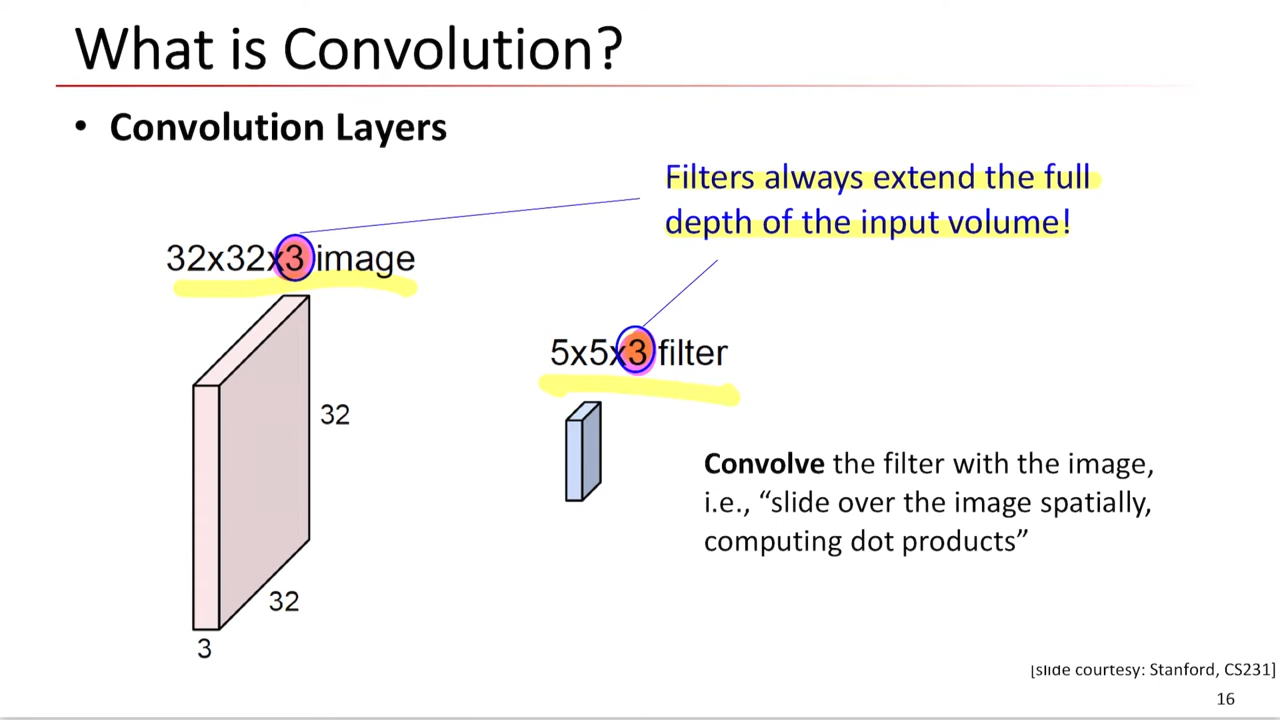 What is Convolution?
• Convolution Layers
Filters always extend the full
depth of the input volume!
32x32x3 image
5x5x3 filter
32
Convolve the filter with the image,
i.e., “slide over the image spatially,
computing dot products”
32
3
[slide courtesy: Stanford, CS231]
16